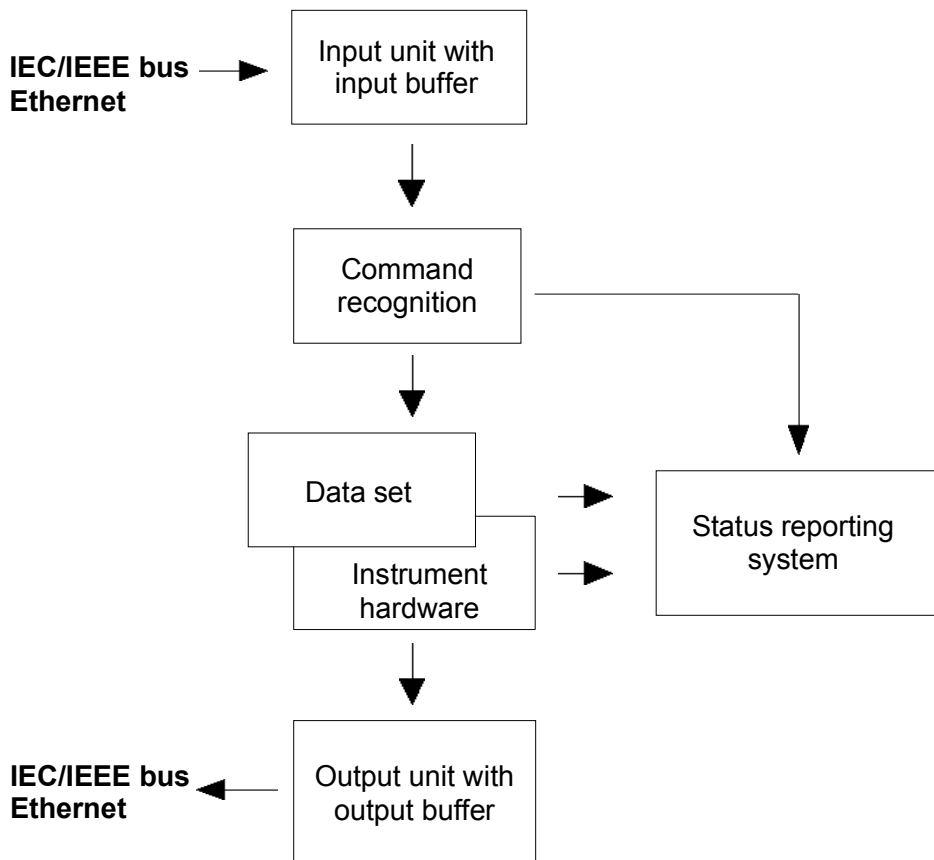 IEC/IEEE bus
Ethernet
Input unit with
input buffer
Command
recognition
Data set
Instrument
hardware
Status reporting
system
IEC/IEEE bus
Ethernet
Output unit with
output buffer